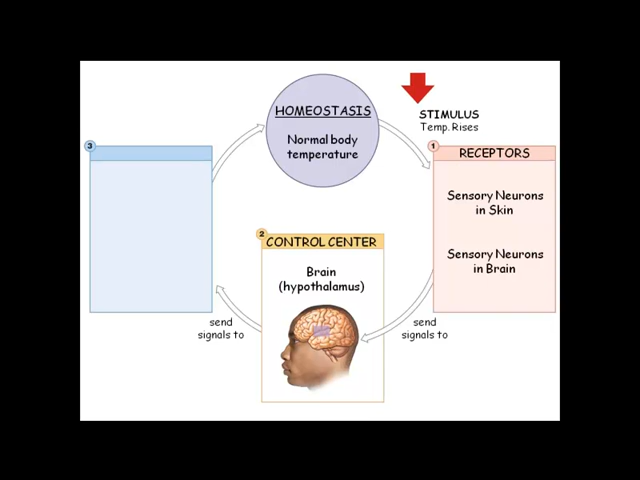 HOMEOSTASIS
Normal body
temperature
STIMULUS
Temp. Rises
1
RECEPTORS
Sensory Neurons
in Skin
Sensory Neurons
in Brain
send
signals to
2
CONTROL CENTER
Brain
(hypothalamus)
send
signals to
3